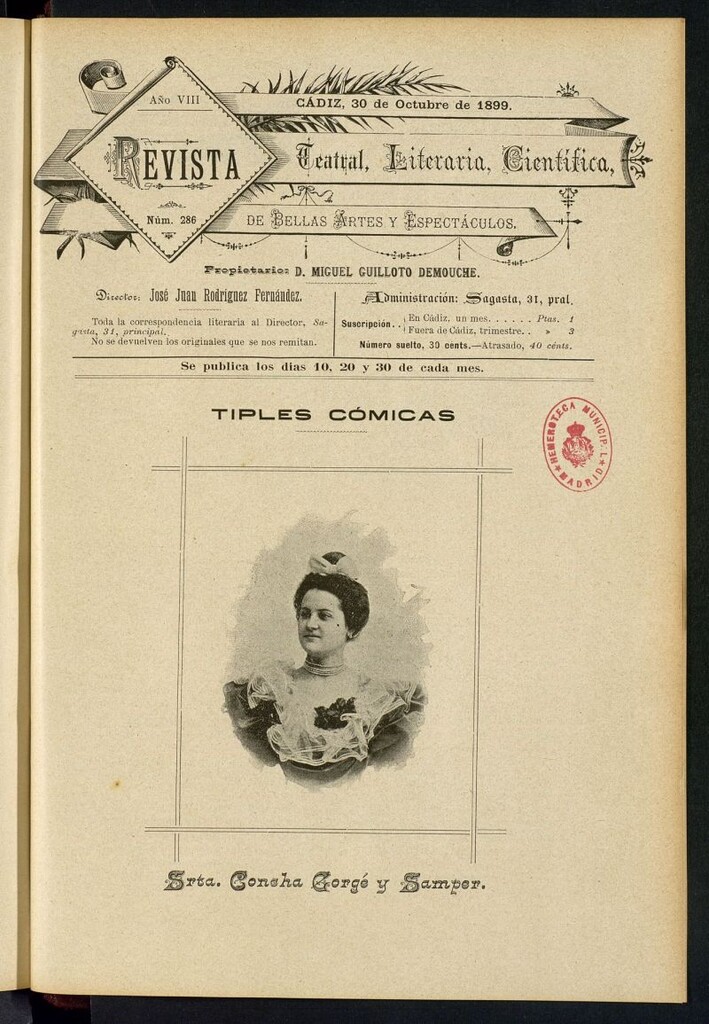 Año VIII
CÁDIZ, 30 de Octubre de 1899.
REVISTA
Teatral, Literaria, Científica,
Núm. 286
DE BELLAS ARTES Y ESPECTÁCULOS.
Propietario: D. MIGUEL GUILLOTO DEMOUCHE.
Director: José Juan Rodríguez Fernández.
Toda la correspondencia literaria al Director, Sa-
gasta, 31, principal.
No se devuelven los originales que se nos remitan.
Administración: Sagasta, 31, pral.
Suscripción.. En Cádiz, un mes. . . . . . Ptas. 1
Fuera de Cádiz, trimestre. . » 3
Número suelto, 30 cents.—Atrasado, 40 cénts.
Se publica los dias 10, 20 y 30 de cada mes.
TIPLES CÓMICAS
HEMEROTECA MUNICIPAL
MADRID
Srta. Concha Gorgé y Samper.